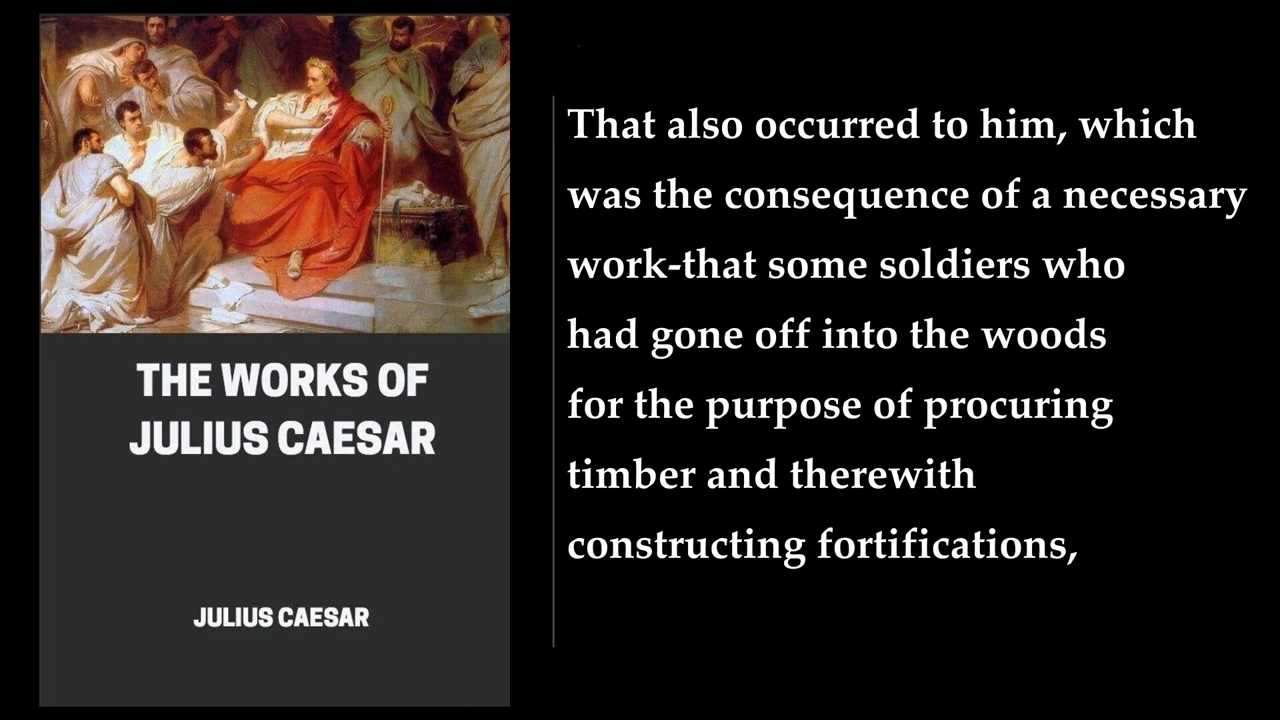 THE WORKS OF
JULIUS CAESAR
JULIUS CAESAR
That also occurred to him, which
was the consequence of a necessary
work-that some soldiers who
had gone off into the woods
for the purpose of procuring
timber and therewith
constructing fortifications,